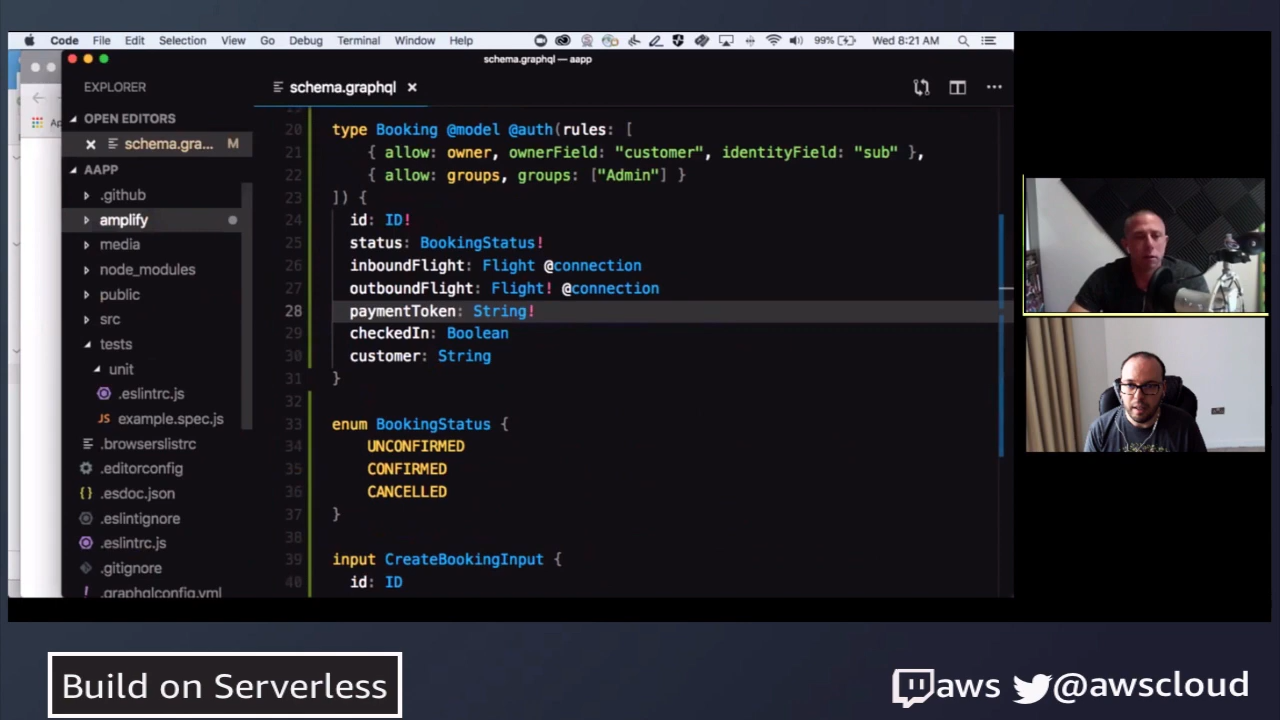 Code File Edit Selection View Go Debug Terminal Window Help 99% Wed 8:21 AM
schema.graphql — aapp
EXPLORER
schema.graphql
OPEN EDITORS
schema.gra... M
AAPP
.github
amplify
media
node_modules
public
src
tests
unit
.eslintrc.js
JS example.spec.js
.browserslistrc
.editorconfig
{} .esdoc.json
.eslintignore
.eslintrc.js
.gitignore
! .graphqlconfig.yml
20 type Booking @model @auth(rules: [
21 { allow: owner, ownerField: "customer", identityField: "sub" },
22 { allow: groups, groups: ["Admin"] }
23 ]) {
24 id: ID!
25 status: BookingStatus!
26 inboundFlight: Flight @connection
27 outboundFlight: Flight! @connection
28 paymentToken: String!
29 checkedIn: Boolean
30 customer: String
31 }
32
33 enum BookingStatus {
34 UNCONFIRMED
35 CONFIRMED
36 CANCELLED
37 }
38
39 input CreateBookingInput {
40 id: ID
Build on Serverless
aws @awscloud